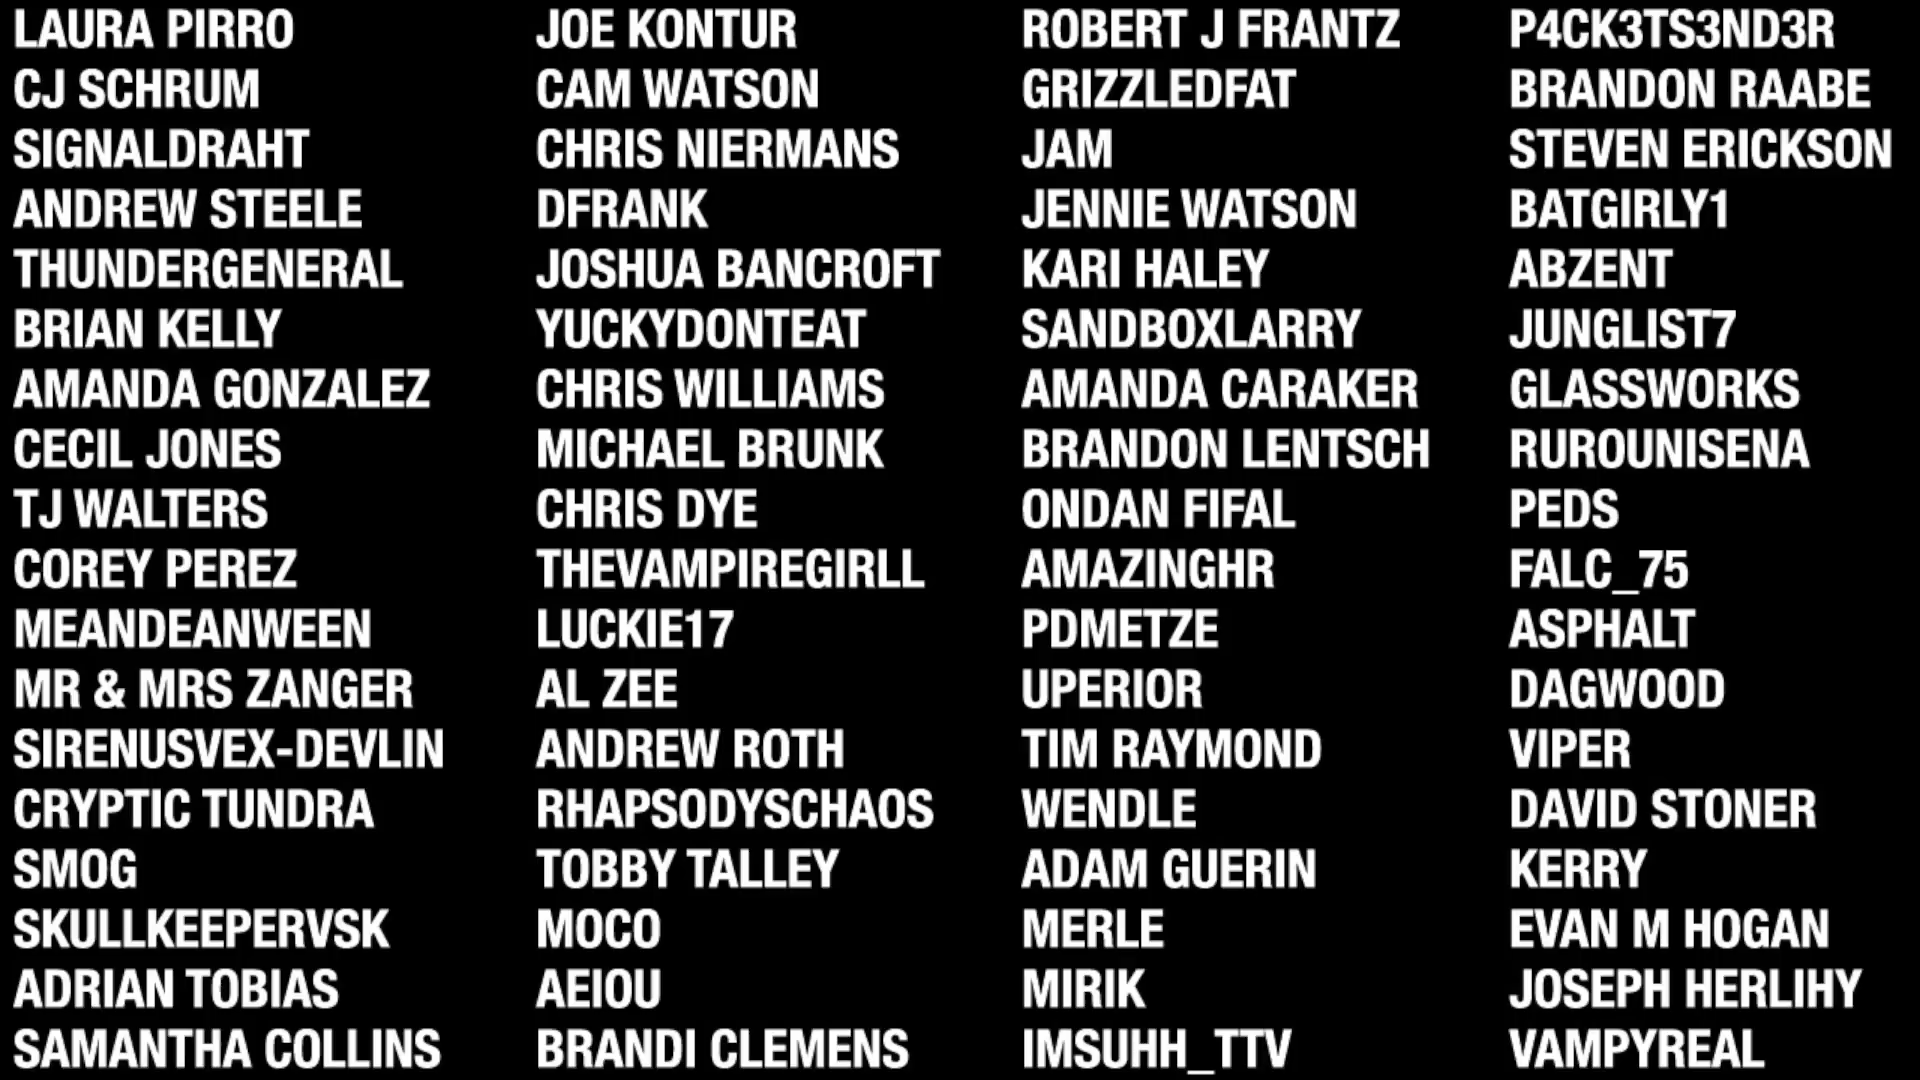 LAURA PIRRO
CJ SCHRUM
SIGNALDRAHT
ANDREW STEELE
THUNDERGENERAL
BRIAN KELLY
AMANDA GONZALEZ
CECIL JONES
TJ WALTERS
COREY PEREZ
MEANDEANWEEN
MR & MRS ZANGER
SIRENUSVEX-DEVLIN
CRYPTIC TUNDRA
SMOG
SKULLKEEPERVSK
ADRIAN TOBIAS
SAMANTHA COLLINS
JOE KONTUR
CAM WATSON
CHRIS NIERMANS
DFRANK
JOSHUA BANCROFT
YUCKYDONTEAT
CHRIS WILLIAMS
MICHAEL BRUNK
CHRIS DYE
THEVAMPIREGIRLL
LUCKIE17
AL ZEE
ANDREW ROTH
RHAPSODYSCHAOS
TOBBY TALLEY
MOCO
AEIOU
BRANDI CLEMENS
ROBERT J FRANTZ
GRIZZLEDFAT
JAM
JENNIE WATSON
KARI HALEY
SANDBOXLARRY
AMANDA CARAKER
BRANDON LENTSCH
ONDAN FIFAL
AMAZINGHR
PDMETZE
UPERIOR
TIM RAYMOND
WENDLE
ADAM GUERIN
MERLE
MIRIK
IMSUHH_TTV
P4CK3TS3ND3R
BRANDON RAABE
STEVEN ERICKSON
BATGIRLY1
ABZENT
JUNGLIST7
GLASSWORKS
RUROUNISENA
PEDS
FALC_75
ASPHALT
DAGWOOD
VIPER
DAVID STONER
KERRY
EVAN M HOGAN
JOSEPH HERLIHY
VAMPYREAL